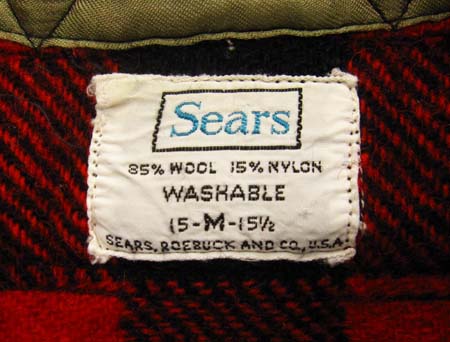 Sears
85% WOOL 15% NYLON
WASHABLE
15-M-15½
SEARS, ROEBUCK AND CO., U.S.A.